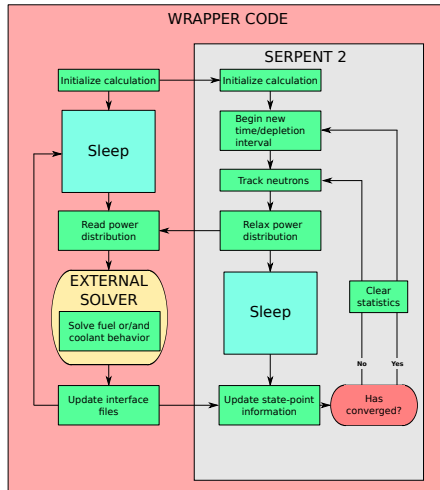 WRAPPER CODE
SERPENT 2
Initialize calculation
Initialize calculation
Sleep
Begin new
time/depletion
interval
Track neutrons
Read power
distribution
Relax power
distribution
EXTERNAL
SOLVER
Solve fuel or/and
coolant behavior
Sleep
Clear
statistics
No
Yes
Update interface
files
Update state-point
information
Has
converged?